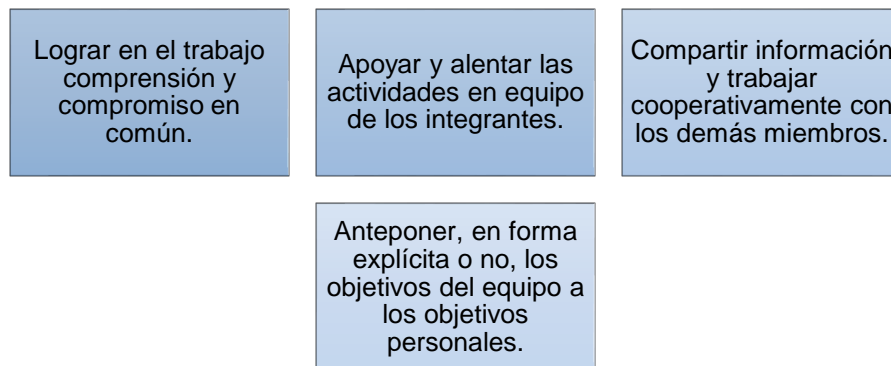 Lograr en el trabajo
comprensión y
compromiso en
común.
Apoyar y alentar las
actividades en equipo
de los integrantes.
Compartir información
y trabajar
cooperativamente con
los demás miembros.
Anteponer, en forma
explícita o no, los
objetivos del equipo a
los objetivos
personales.